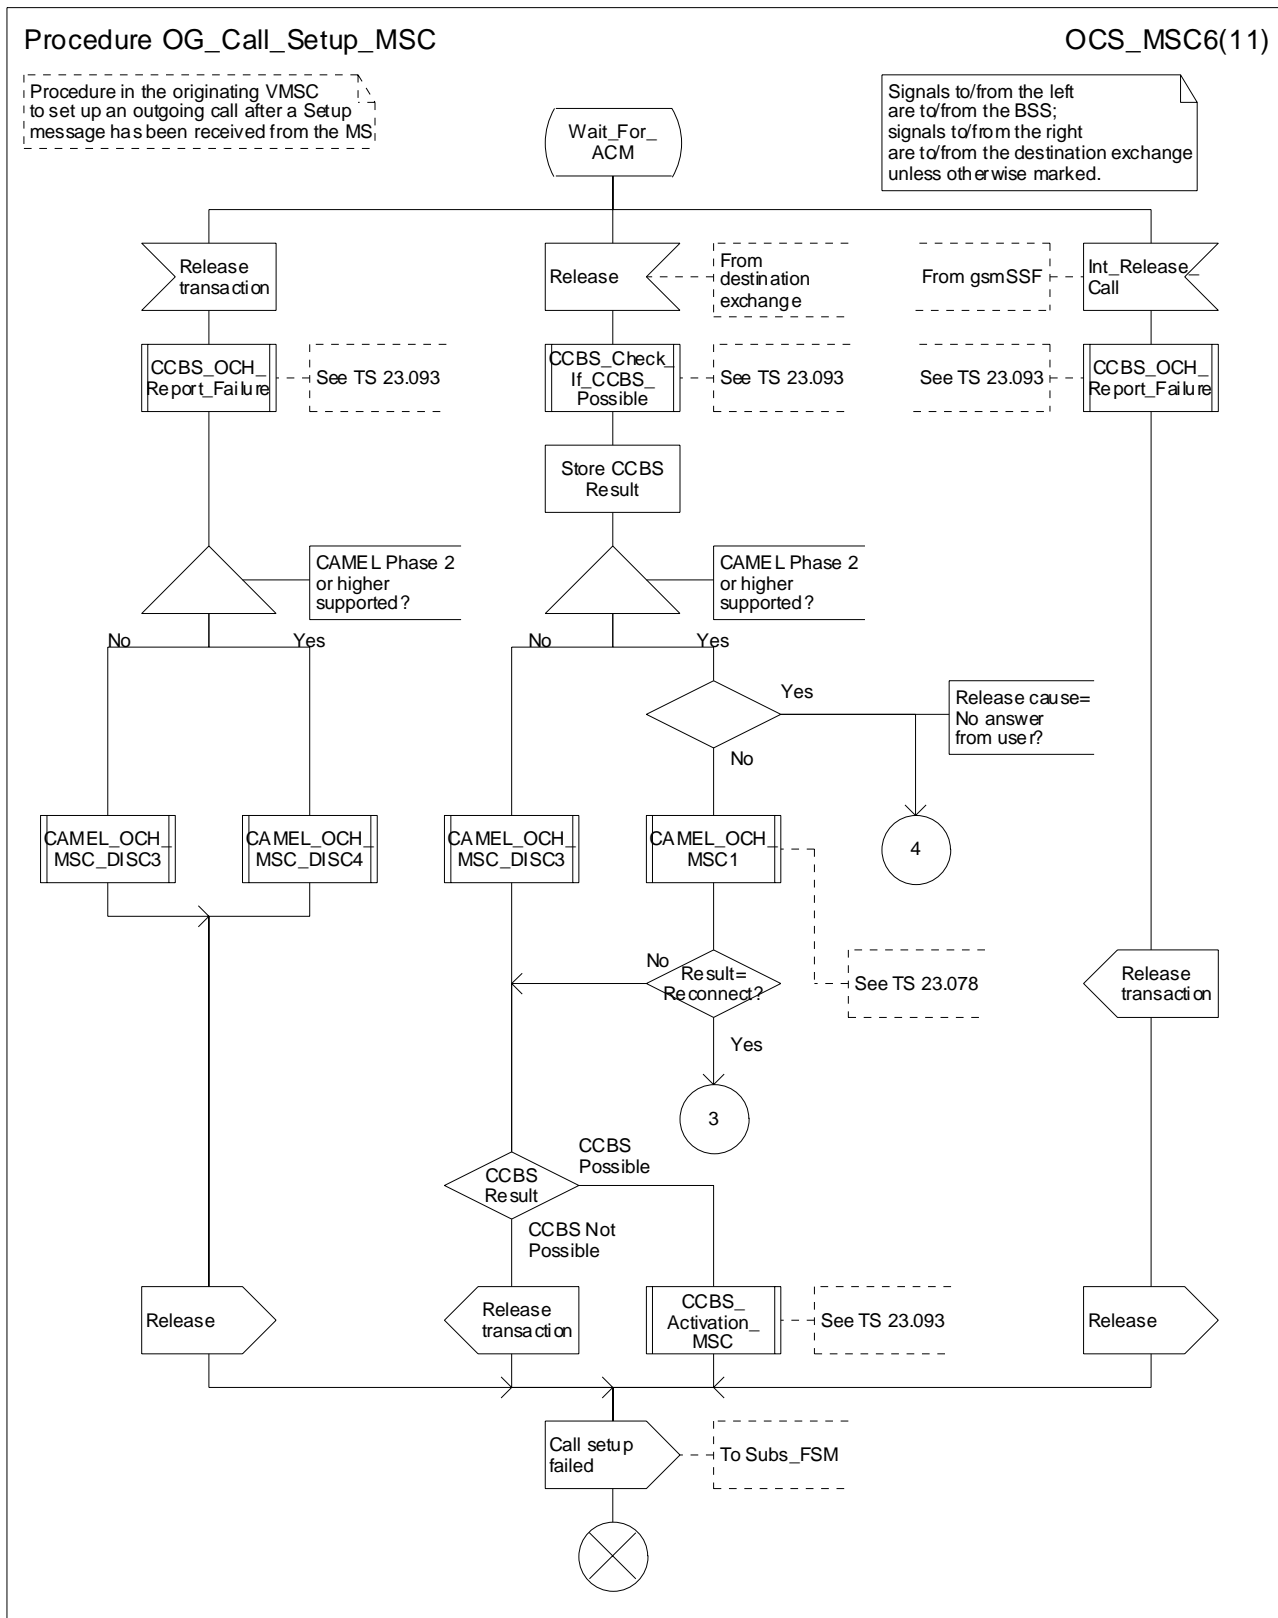 Procedure OG_Call_Setup_MSC
OCS_MSC6(11)
Procedure in the originating VMSC
to set up an outgoing call after a Setup
message has been received from the MS
Signals to/from the left
are to/from the BSS;
signals to/from the right
are to/from the destination exchange
unless otherwise marked.
Wait_For_
ACM
Release
transaction
Release
From
destination
exchange
From gsmSSF
Int_Release_
Call
CCBS_OCH_
Report_Failure
See TS 23.093
CCBS_Check_
If_CCBS_
Possible
See TS 23.093
See TS 23.093
CCBS_OCH_
Report_Failure
Store CCBS
Result
CAMEL Phase 2
or higher
supported?
CAMEL Phase 2
or higher
supported?
No
Yes
No
Yes
Yes
Release cause=
No answer
from user?
No
CAMEL_OCH_
MSC_DISC3
CAMEL_OCH_
MSC_DISC4
CAMEL_OCH_
MSC_DISC3
CAMEL_OCH_
MSC1
4
No
Result=
Reconnect?
See TS 23.078
Release
transaction
Yes
3
CCBS
Possible
CCBS
Result
CCBS Not
Possible
Release
Release
transaction
CCBS_
Activation_
MSC
See TS 23.093
Release
Call setup
failed
To Subs_FSM